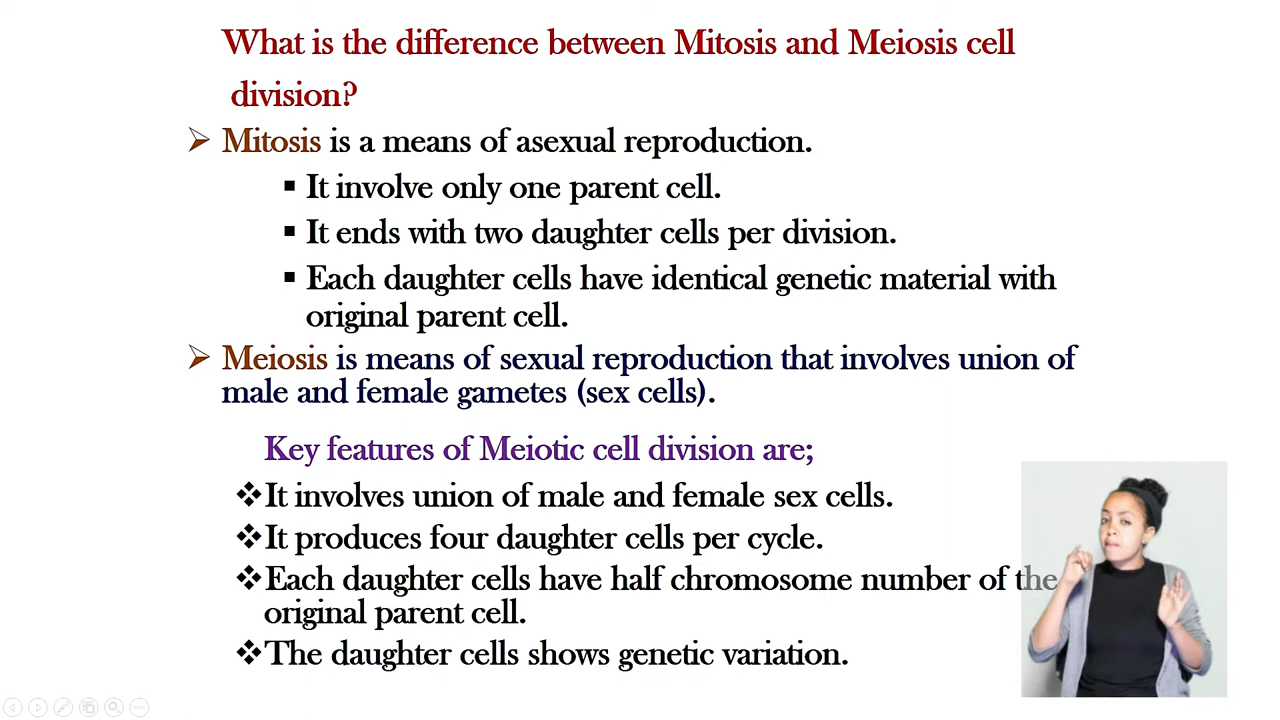 What is the difference between Mitosis and Meiosis cell
division?
Mitosis is a means of asexual reproduction.
It involve only one parent cell.
It ends with two daughter cells per division.
Each daughter cells have identical genetic material with
original parent cell.
Meiosis is means of sexual reproduction that involves union of
male and female gametes (sex cells).
Key features of Meiotic cell division are;
It involves union of male and female sex cells.
It produces four daughter cells per cycle.
Each daughter cells have half chromosome number of the
original parent cell.
The daughter cells shows genetic variation.